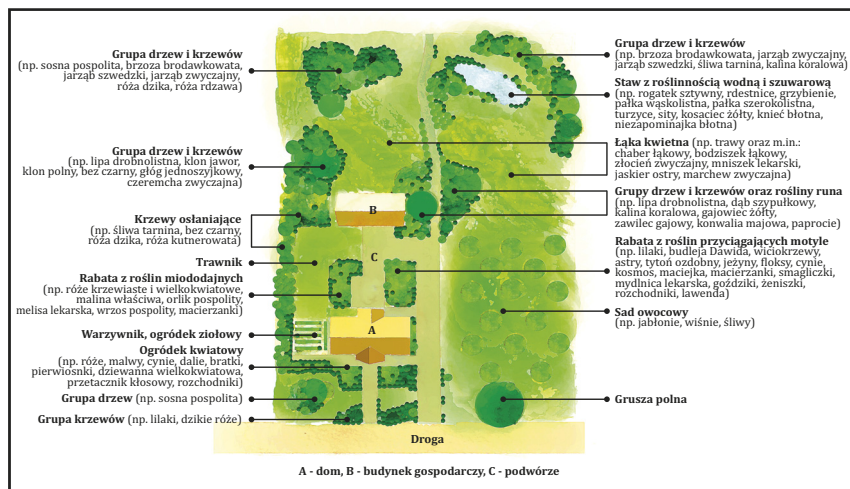 Grupa drzew i krzewów
(np. sosna pospolita, brzoza brodawkowata,
jarząb szwedzki, jarząb zwyczajny,
róża dzika, róża rdzawa)
Grupa drzew i krzewów
(np. lipa drobnolistna, klon jawor,
klon polny, bez czarny, głóg jednoszyjkowy,
czeremcha zwyczajna)
Krzewy osłaniające
(np. śliwa tarnina, bez czarny,
róża dzika, róża kutnerowata)
Trawnik
Rabata z roślin miododajnych
(np. róże krzewiaste i wielokwiatowe,
malina właściwa, orlik pospolity,
melisa lekarska, wrzos pospolity, macierzanki)
Warzywnik, ogródek ziołowy
Ogródek kwiatowy
(np. róże, malwy, cynie, dalie, bratki,
pierwiosnki, dziewanna wielkokwiatowa,
przetacznik kłosowy, rozchodniki)
Grupa drzew (np. sosna pospolita)
Grupa krzewów (np. lilaki, dzikie róże)
B
C
A
Grupa drzew i krzewów
(np. brzoza brodawkowata, jarząb zwyczajny,
jarząb szwedzki, śliwa tarnina, kalina koralowa)
Staw z roślinnością wodną i szuwarową
(np. rogatek sztywny, rdestnice, grzybienie,
pałka wąskolistna, pałka szerokolistna,
turzyce, sity, kosaciec żółty, knieć błotna,
niezapominajka błotna)
Łąka kwietna (np. trawy oraz m.in.:
chaber łąkowy, bodziszek łąkowy,
złocień zwyczajny, mniszek lekarski,
jaskier ostry, marchew zwyczajna)
Grupy drzew i krzewów oraz rośliny runa
(np. lipa drobnolistna, dąb szypułkowy,
kalina koralowa, gajowiec żółty,
zawilec gajowy, konwalia majowa, paprocie)
Rabata z roślin przyciągających motyle
(np. lilaki, budleja Dawida, wiciokrzewy,
astry, tytoń ozdobny, jeżyny, floksy, cynie,
kosmos, maciejka, macierzanki, smagliczki,
mydlnica lekarska, goździki, żeniszki,
rozchodniki, lawenda)
Sad owocowy
(np. jabłonie, wiśnie, śliwy)
Grusza polna
Droga
A - dom, B - budynek gospodarczy, C - podwórze